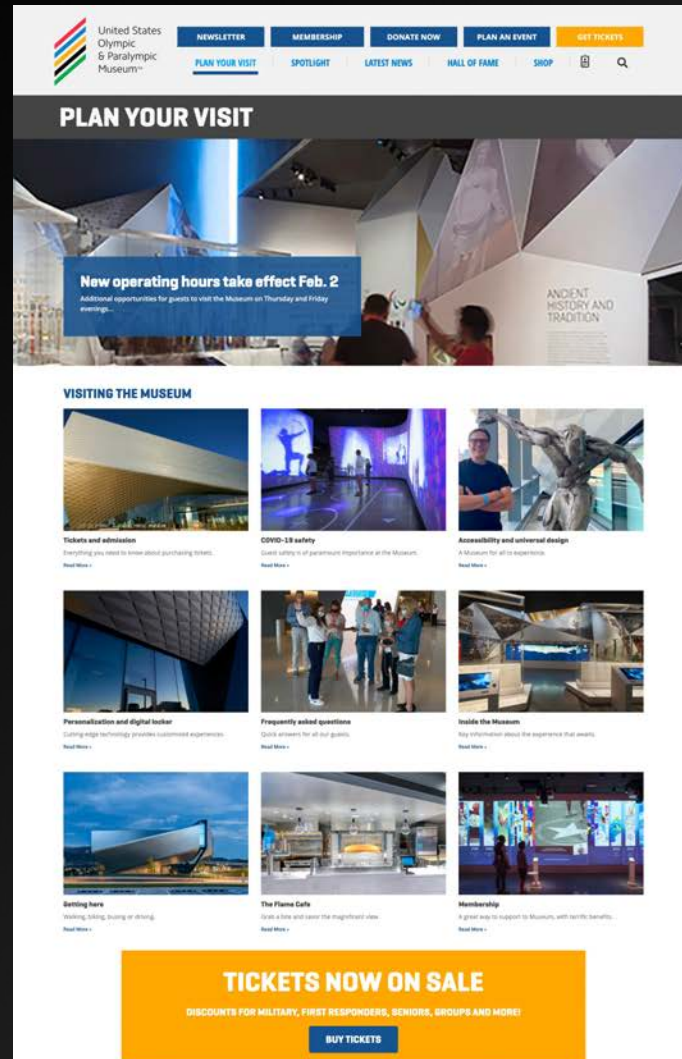 United States
Olympic
& Paralympic
Museum™
NEWSLETTER
MEMBERSHIP
DONATE NOW
PLAN AN EVENT
GET TICKETS
PLAN YOUR VISIT
SPOTLIGHT
LATEST NEWS
HALL OF FAME
SHOP
PLAN YOUR VISIT
New operating hours take effect Feb. 2
Additional opportunities for guests to visit the Museum on Thursday and Friday
evenings...
ANCIENT
HISTORY AND
TRADITION
VISITING THE MUSEUM
Tickets and admission
Everything you need to know about purchasing tickets.
Read More »
COVID-19 safety
Guest safety is of paramount importance at the Museum.
Read More »
Accessibility and universal design
A Museum for all to experience.
Read More »
Personalization and digital locker
Cutting-edge technology provides customized experiences.
Read More »
Frequently asked questions
Quick answers for all our guests.
Read More »
Inside the Museum
Key information about the experience that awaits.
Read More »
Getting here
Walking, biking, busing or driving.
Read More »
The Flame Cafe
Grab a bite and savor the magnificent view.
Read More »
Membership
A great way to support to Museum, with terrific benefits.
Read More »
TICKETS NOW ON SALE
DISCOUNTS FOR MILITARY, FIRST RESPONDERS, SENIORS, GROUPS AND MORE!
BUY TICKETS